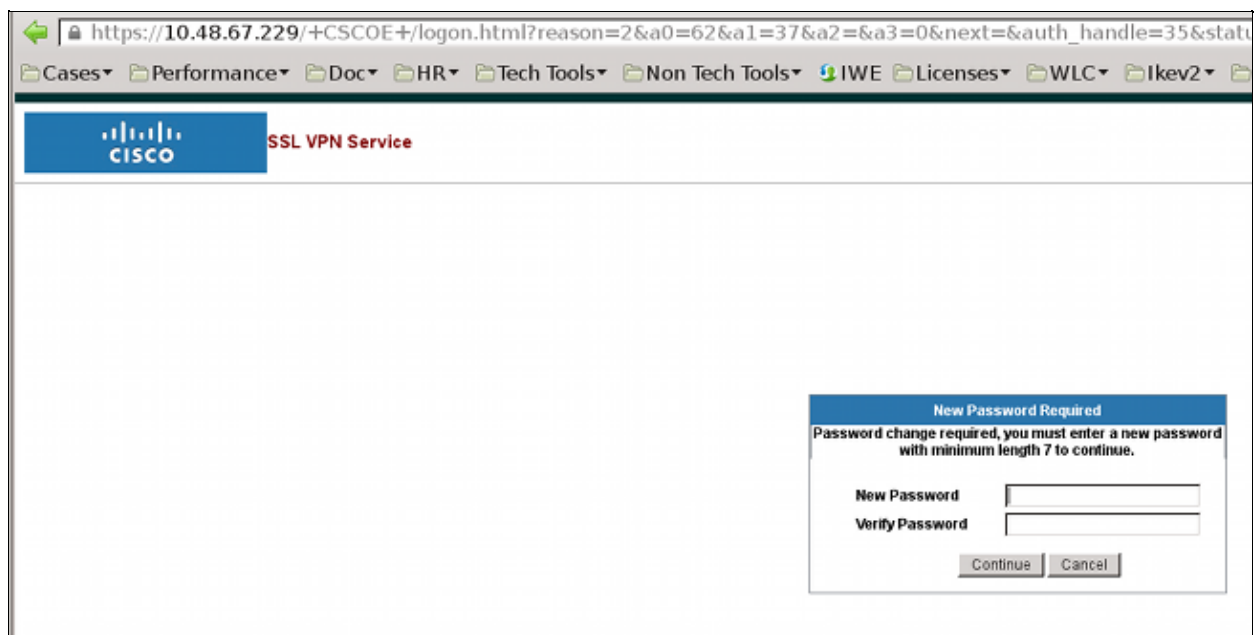 https://10.48.67.229/+CSCOE+/logon.html?reason=2&a0=62&a1=37&a2=&a3=0&next=&auth_handle=35&statu
Cases Performance Doc HR Tech Tools Non Tech Tools IWE Licenses WLC Ikev2
CISCO
SSL VPN Service
New Password Required
Password change required, you must enter a new password
with minimum length 7 to continue.
New Password
Verify Password
Continue Cancel